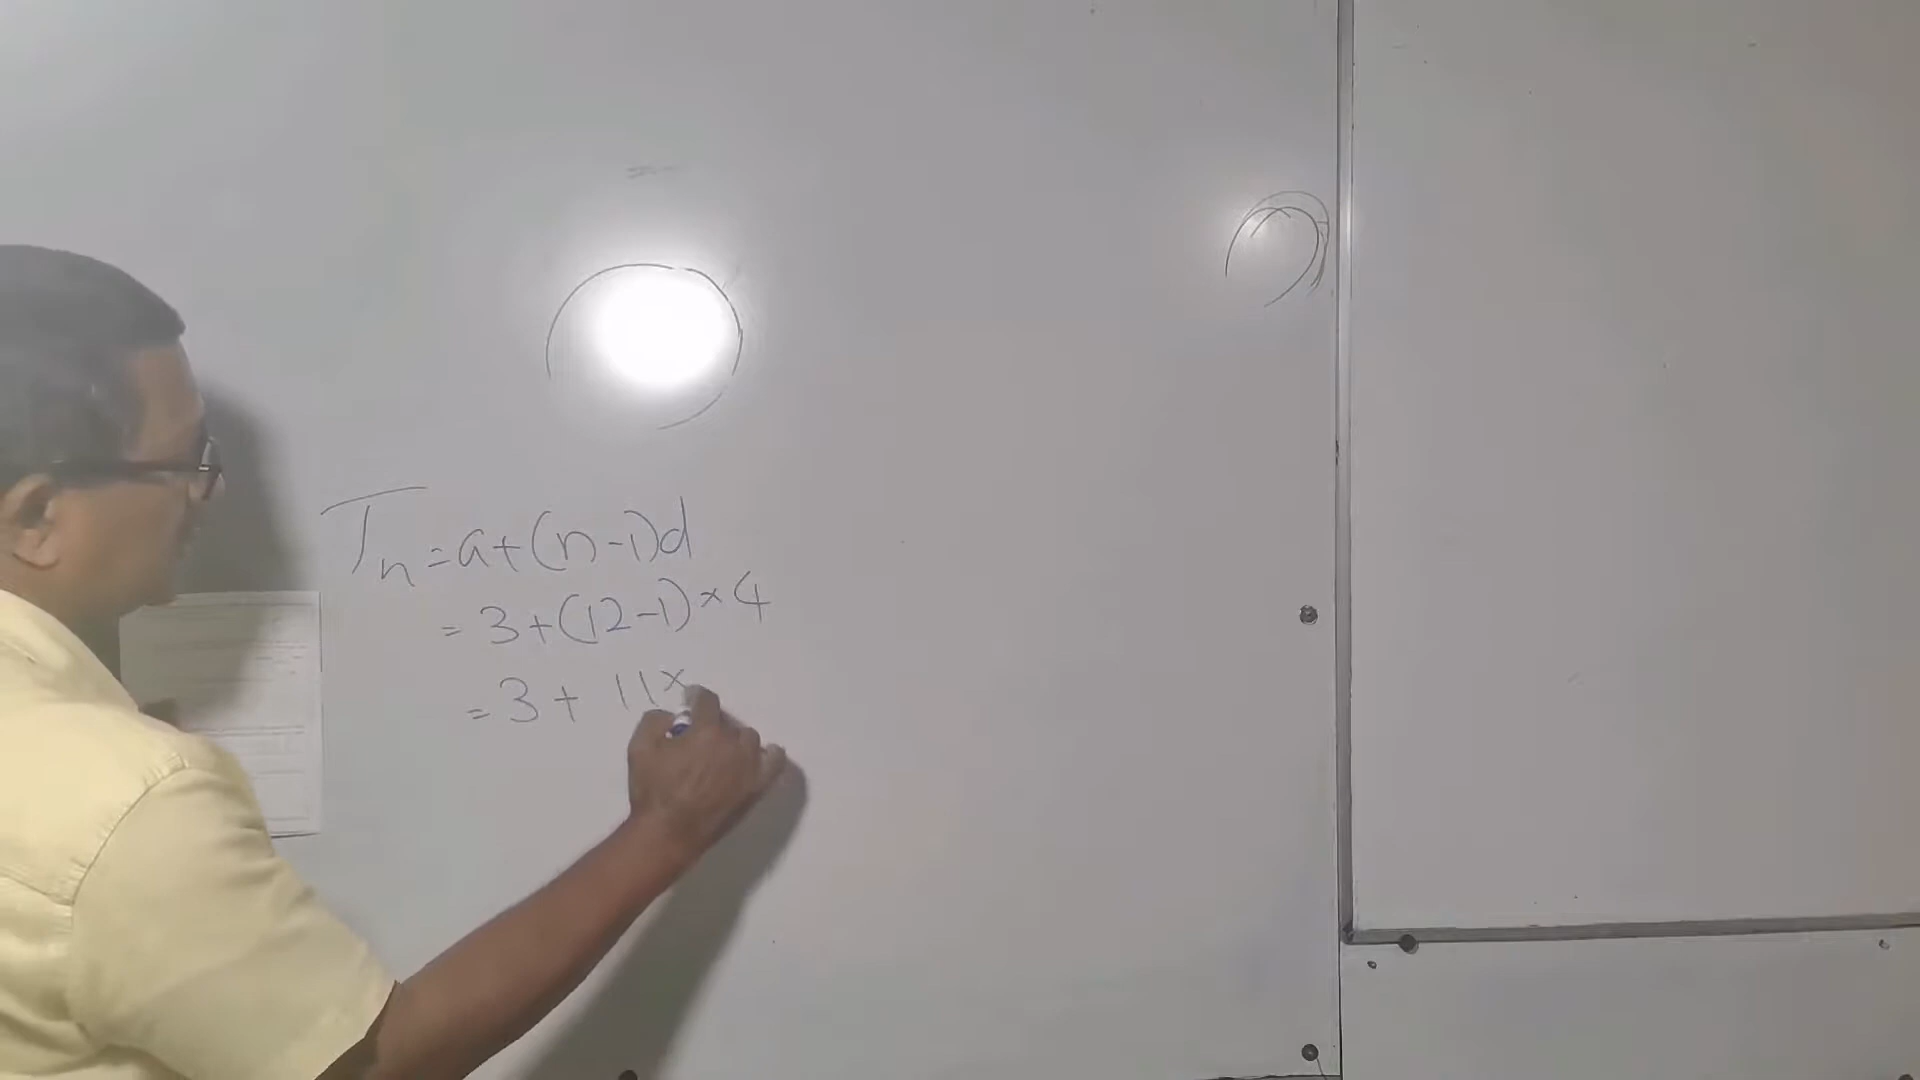 Tn = a+(n-1)d
= 3+(12-1)×4
= 3+ 11×